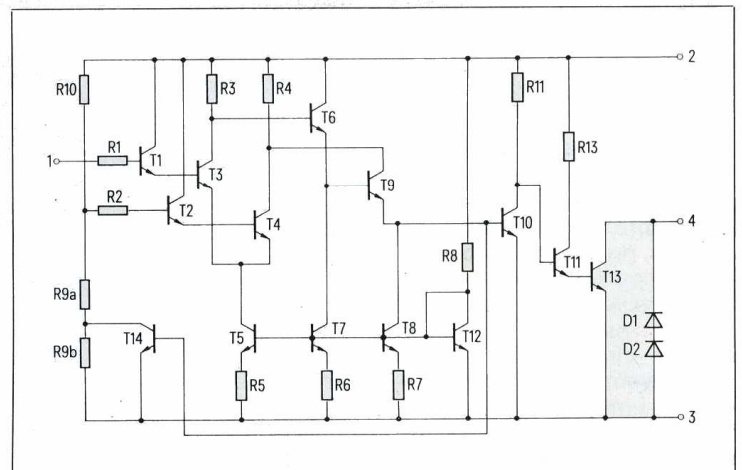 2
R10
R3
R4
R11
T6
R1
R13
1
T1
T3
T9
R2
T2
T4
T10
4
R8
T11
T13
R9a
T14
T5
T7
T8
T12
D1
R9b
D2
R5
R6
R7
3